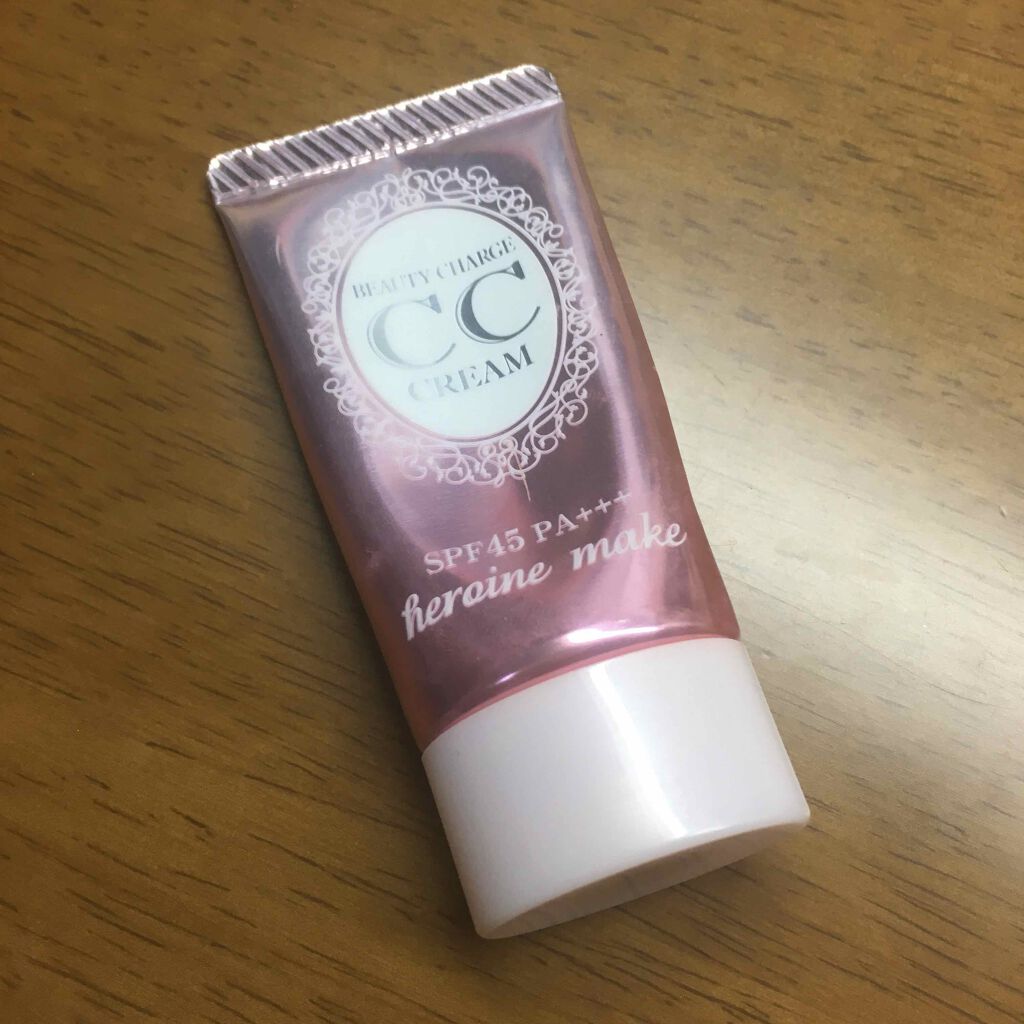 BEAUTY CHARGE
CC
CREAM
SPF45 PA+++
heroine make